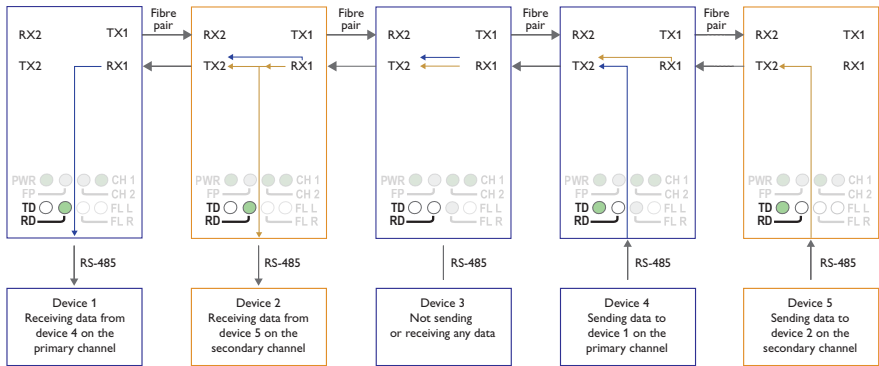 Fibre
pair
Fibre
pair
Fibre
pair
Fibre
pair
RX2 TX1
TX2 RX1
RX2 TX1
TX2 RX1
RX2 TX1
TX2 RX1
RX2 TX1
TX2 RX1
RX2 TX1
TX2 RX1
PWR CH 1
FP CH 2
TD FL L
RD FL R
PWR CH 1
FP CH 2
TD FL L
RD FL R
PWR CH 1
FP CH 2
TD FL L
RD FL R
PWR CH 1
FP CH 2
TD FL L
RD FL R
PWR CH 1
FP CH 2
TD FL L
RD FL R
RS-485
RS-485
RS-485
RS-485
RS-485
Device 1
Receiving data from
device 4 on the
primary channel
Device 2
Receiving data from
device 5 on the
secondary channel
Device 3
Not sending
or receiving any data
Device 4
Sending data to
device 1 on the
primary channel
Device 5
Sending data to
device 2 on the
secondary channel